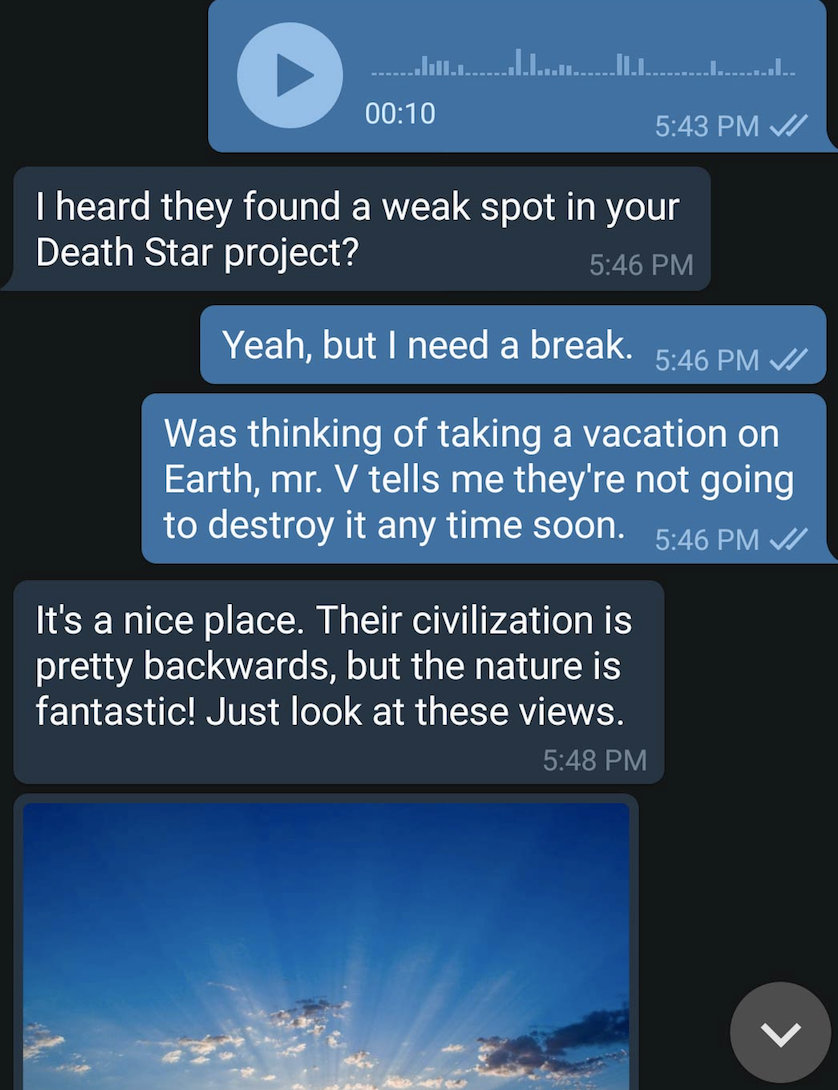 00:10
5:43 PM
I heard they found a weak spot in your
Death Star project?
5:46 PM
Yeah, but I need a break.
5:46 PM
Was thinking of taking a vacation on
Earth, mr. V tells me they're not going
to destroy it any time soon.
5:46 PM
It's a nice place. Their civilization is
pretty backwards, but the nature is
fantastic! Just look at these views.
5:48 PM